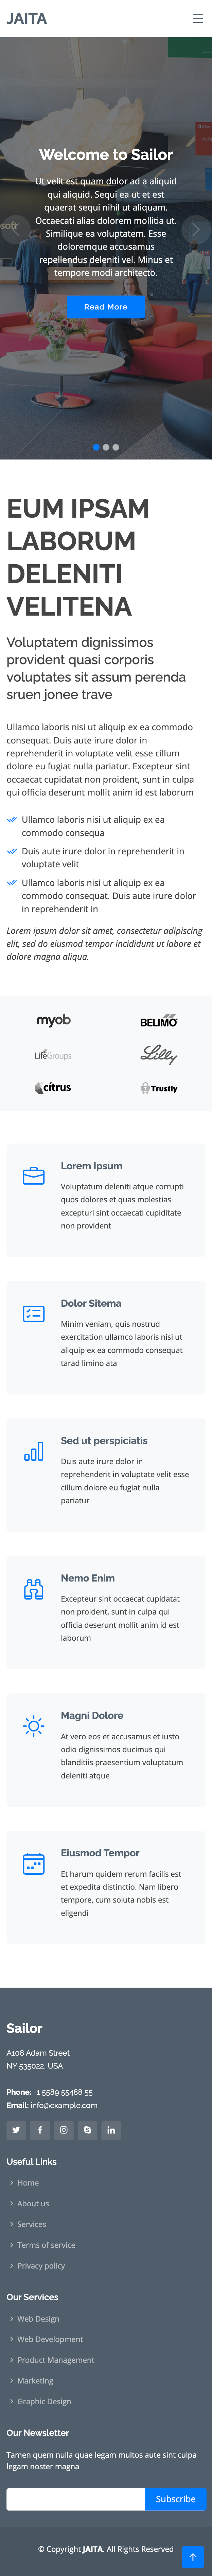 JAITA
Welcome to Sailor
Ut velit est quam dolor ad a aliquid
qui aliquid. Sequi ea ut et est
quaerat sequi nihil ut aliquam.
Occaecati alias dolorem mollitia ut.
Similique ea voluptatem. Esse
doloremque accusamus
repellendus deleniti vel. Minus et
tempore modi architecto.
Read More
EUM IPSAM
LABORUM
DELENITI
VELITENA
Voluptatem dignissimos
provident quasi corporis
voluptates sit assum perenda
sruen jonee trave
Ullamco laboris nisi ut aliquip ex ea commodo
consequat. Duis aute irure dolor in
reprehenderit in voluptate velit esse cillum
dolore eu fugiat nulla pariatur. Excepteur sint
occaecat cupidatat non proident, sunt in culpa
qui officia deserunt mollit anim id est laborum
Ullamco laboris nisi ut aliquip ex ea
commodo consequa
Duis aute irure dolor in reprehenderit in
voluptate velit
Ullamco laboris nisi ut aliquip ex ea
commodo consequat. Duis aute irure dolor
in reprehenderit in
Lorem ipsum dolor sit amet, consectetur adipiscing
elit, sed do eiusmod tempor incididunt ut labore et
dolore magna aliqua.
myob BELIMO
LifeGroups Lilly
citrus Trustly
Lorem Ipsum
Voluptatum deleniti atque corrupti
quos dolores et quas molestias
excepturi sint occaecati cupiditate
non provident
Dolor Sitema
Minim veniam, quis nostrud
exercitation ullamco laboris nisi ut
aliquip ex ea commodo consequat
tarad limino ata
Sed ut perspiciatis
Duis aute irure dolor in
reprehenderit in voluptate velit esse
cillum dolore eu fugiat nulla
pariatur
Nemo Enim
Excepteur sint occaecat cupidatat
non proident, sunt in culpa qui
officia deserunt mollit anim id est
laborum
Magni Dolore
At vero eos et accusamus et iusto
odio dignissimos ducimus qui
blanditiis praesentium voluptatum
deleniti atque
Eiusmod Tempor
Et harum quidem rerum facilis est
et expedita distinctio. Nam libero
tempore, cum soluta nobis est
eligendi
Sailor
A108 Adam Street
NY 535022, USA
Phone: +1 5589 55488 55
Email: info@example.com
Useful Links
Home
About us
Services
Terms of service
Privacy policy
Our Services
Web Design
Web Development
Product Management
Marketing
Graphic Design
Our Newsletter
Tamen quem nulla quae legam multos aute sint culpa
legam noster magna
Subscribe
© Copyright JAITA. All Rights Reserved